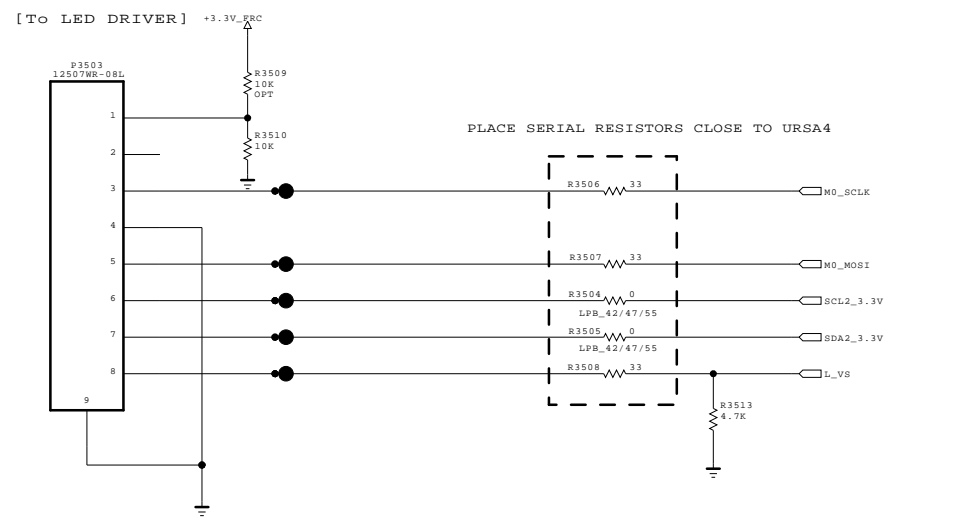 [To LED DRIVER]
+3.3V_FRC
P3503
12507WR-08L
R3509
10K
OPT
1
R3510
10K
PLACE SERIAL RESISTORS CLOSE TO URSA4
2
3
R3506 33
M0_SCLK
4
5
R3507 33
M0_MOSI
6
R3504 0
SCL2_3.3V
LPB_42/47/55
7
R3505 0
SDA2_3.3V
LPB_42/47/55
8
R3508 33
L_VS
9
R3513
4.7K